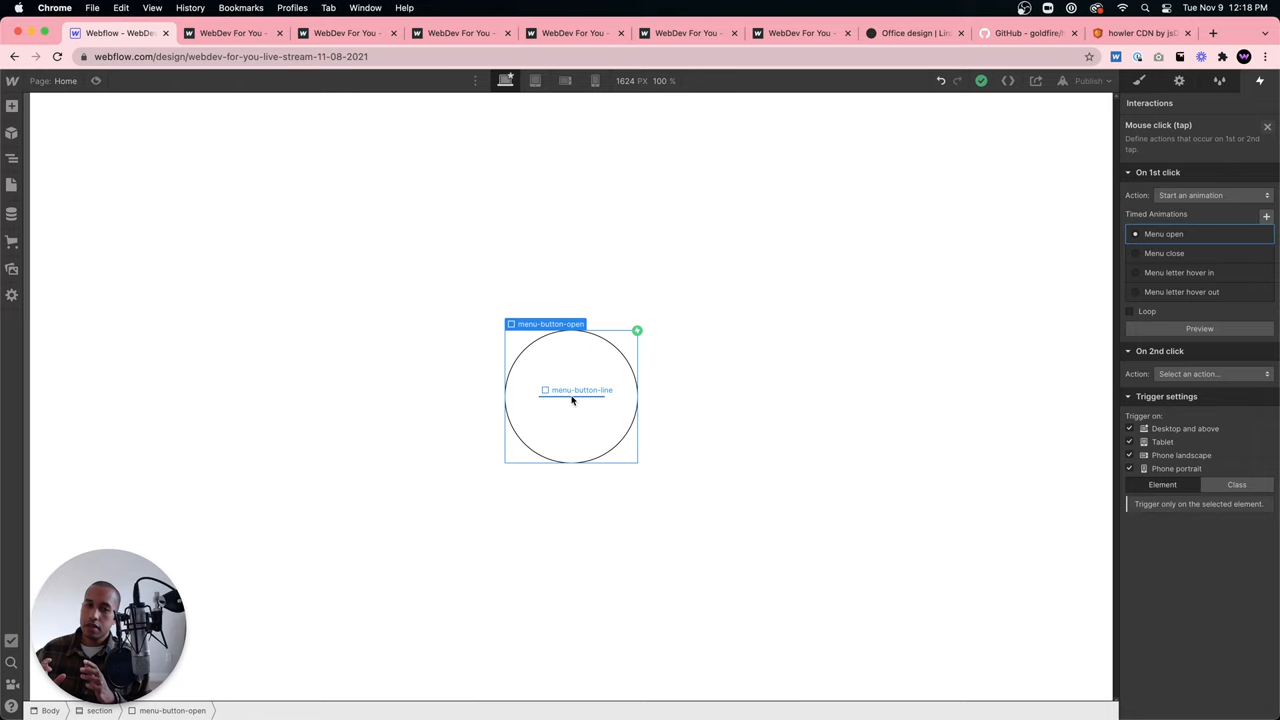 Chrome File Edit View History Bookmarks Profiles Tab Window Help
Tue Nov 9 12:18 PM
Webflow - WebDev
WebDev For You -
WebDev For You -
WebDev For You -
WebDev For You -
WebDev For You -
WebDev For You -
Office design | Lin
GitHub - goldfire/h
howler CDN by jsD
webflow.com/design/webdev-for-you-live-stream-11-08-2021
Page: Home
1624 PX 100 %
Publish
Interactions
Mouse click (tap)
Define actions that occur on 1st or 2nd
tap.
On 1st click
Action: Start an animation
Timed Animations
Menu open
Menu close
Menu letter hover in
Menu letter hover out
Loop
Preview
On 2nd click
Action: Select an action...
Trigger settings
Trigger on:
Desktop and above
Tablet
Phone landscape
Phone portrait
Element Class
Trigger only on the selected element.
menu-button-open
menu-button-line
Body section menu-button-open